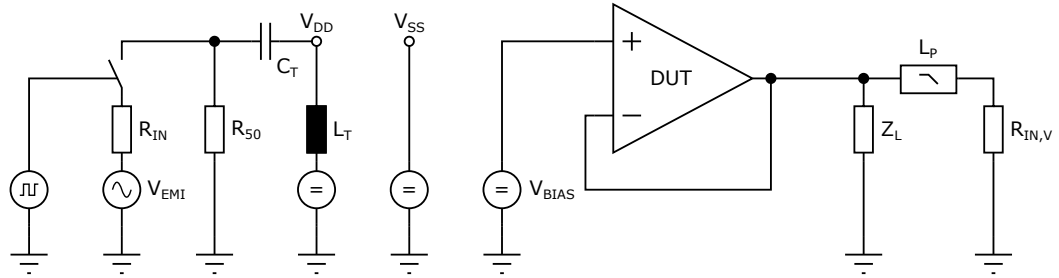 V_DD
V_SS
C_T
L_P
+
DUT
−
R_IN
R_50
L_T
Z_L
R_IN,V
V_EMI
=
=
=
V_BIAS